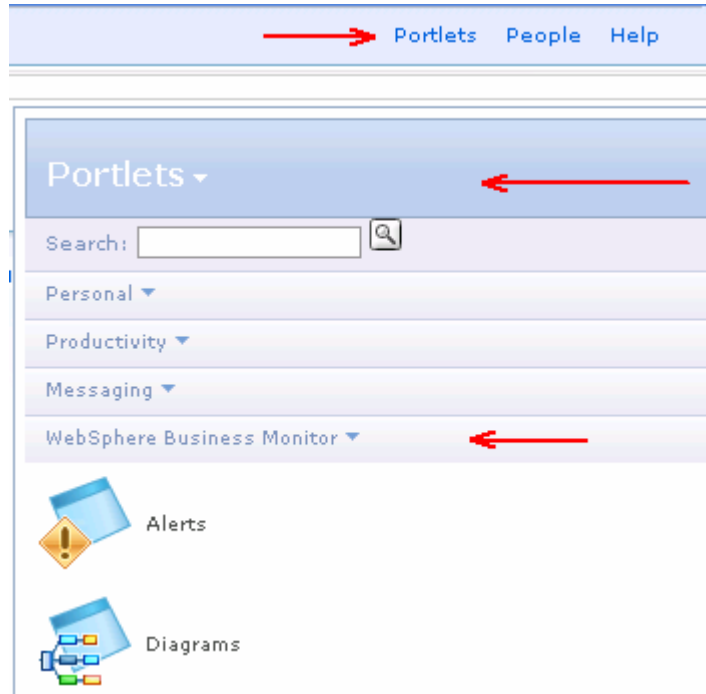 Portlets People Help
Portlets
Search:
Personal
Productivity
Messaging
WebSphere Business Monitor
Alerts
Diagrams